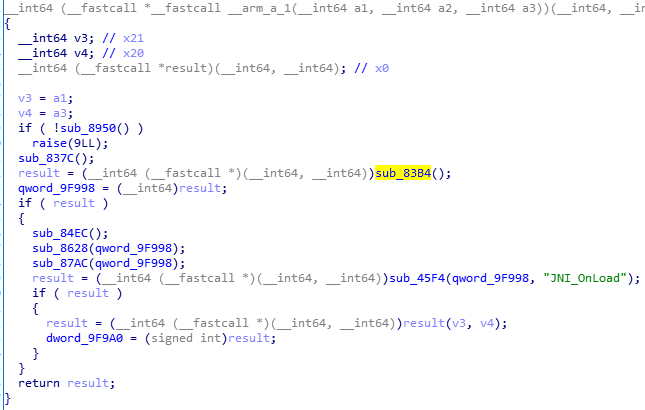 __int64 (__fastcall *__fastcall __arm_a_1(__int64 a1, __int64 a2, __int64 a3))(__int64, __in
{
  __int64 v3; // x21
  __int64 v4; // x20
  __int64 (__fastcall *result)(__int64, __int64); // x0

  v3 = a1;
  v4 = a3;
  if ( !sub_8950() )
    raise(9LL);
  sub_837C();
  result = (__int64 (__fastcall *)(__int64, __int64))sub_83B4();
  qword_9F998 = (__int64)result;
  if ( result )
  {
    sub_84EC();
    sub_8628(qword_9F998);
    sub_87AC(qword_9F998);
    result = (__int64 (__fastcall *)(__int64, __int64))sub_45F4(qword_9F998, "JNI_OnLoad");
    if ( result )
    {
      result = (__int64 (__fastcall *)(__int64, __int64))result(v3, v4);
      dword_9F9A0 = (signed int)result;
    }
  }
  return result;
}